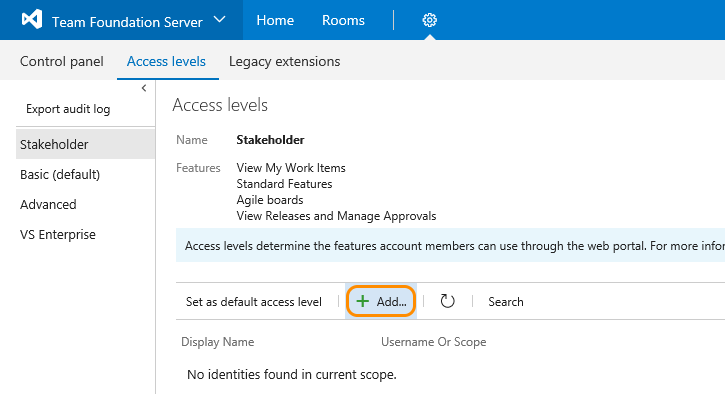 Team Foundation Server Home Rooms
Control panel Access levels Legacy extensions
Export audit log
Stakeholder
Basic (default)
Advanced
VS Enterprise
Access levels
Name Stakeholder
Features View My Work Items
Standard Features
Agile boards
View Releases and Manage Approvals
Access levels determine the features account members can use through the web portal. For more
Set as default access level + Add... Search
Display Name Username Or Scope
No identities found in current scope.